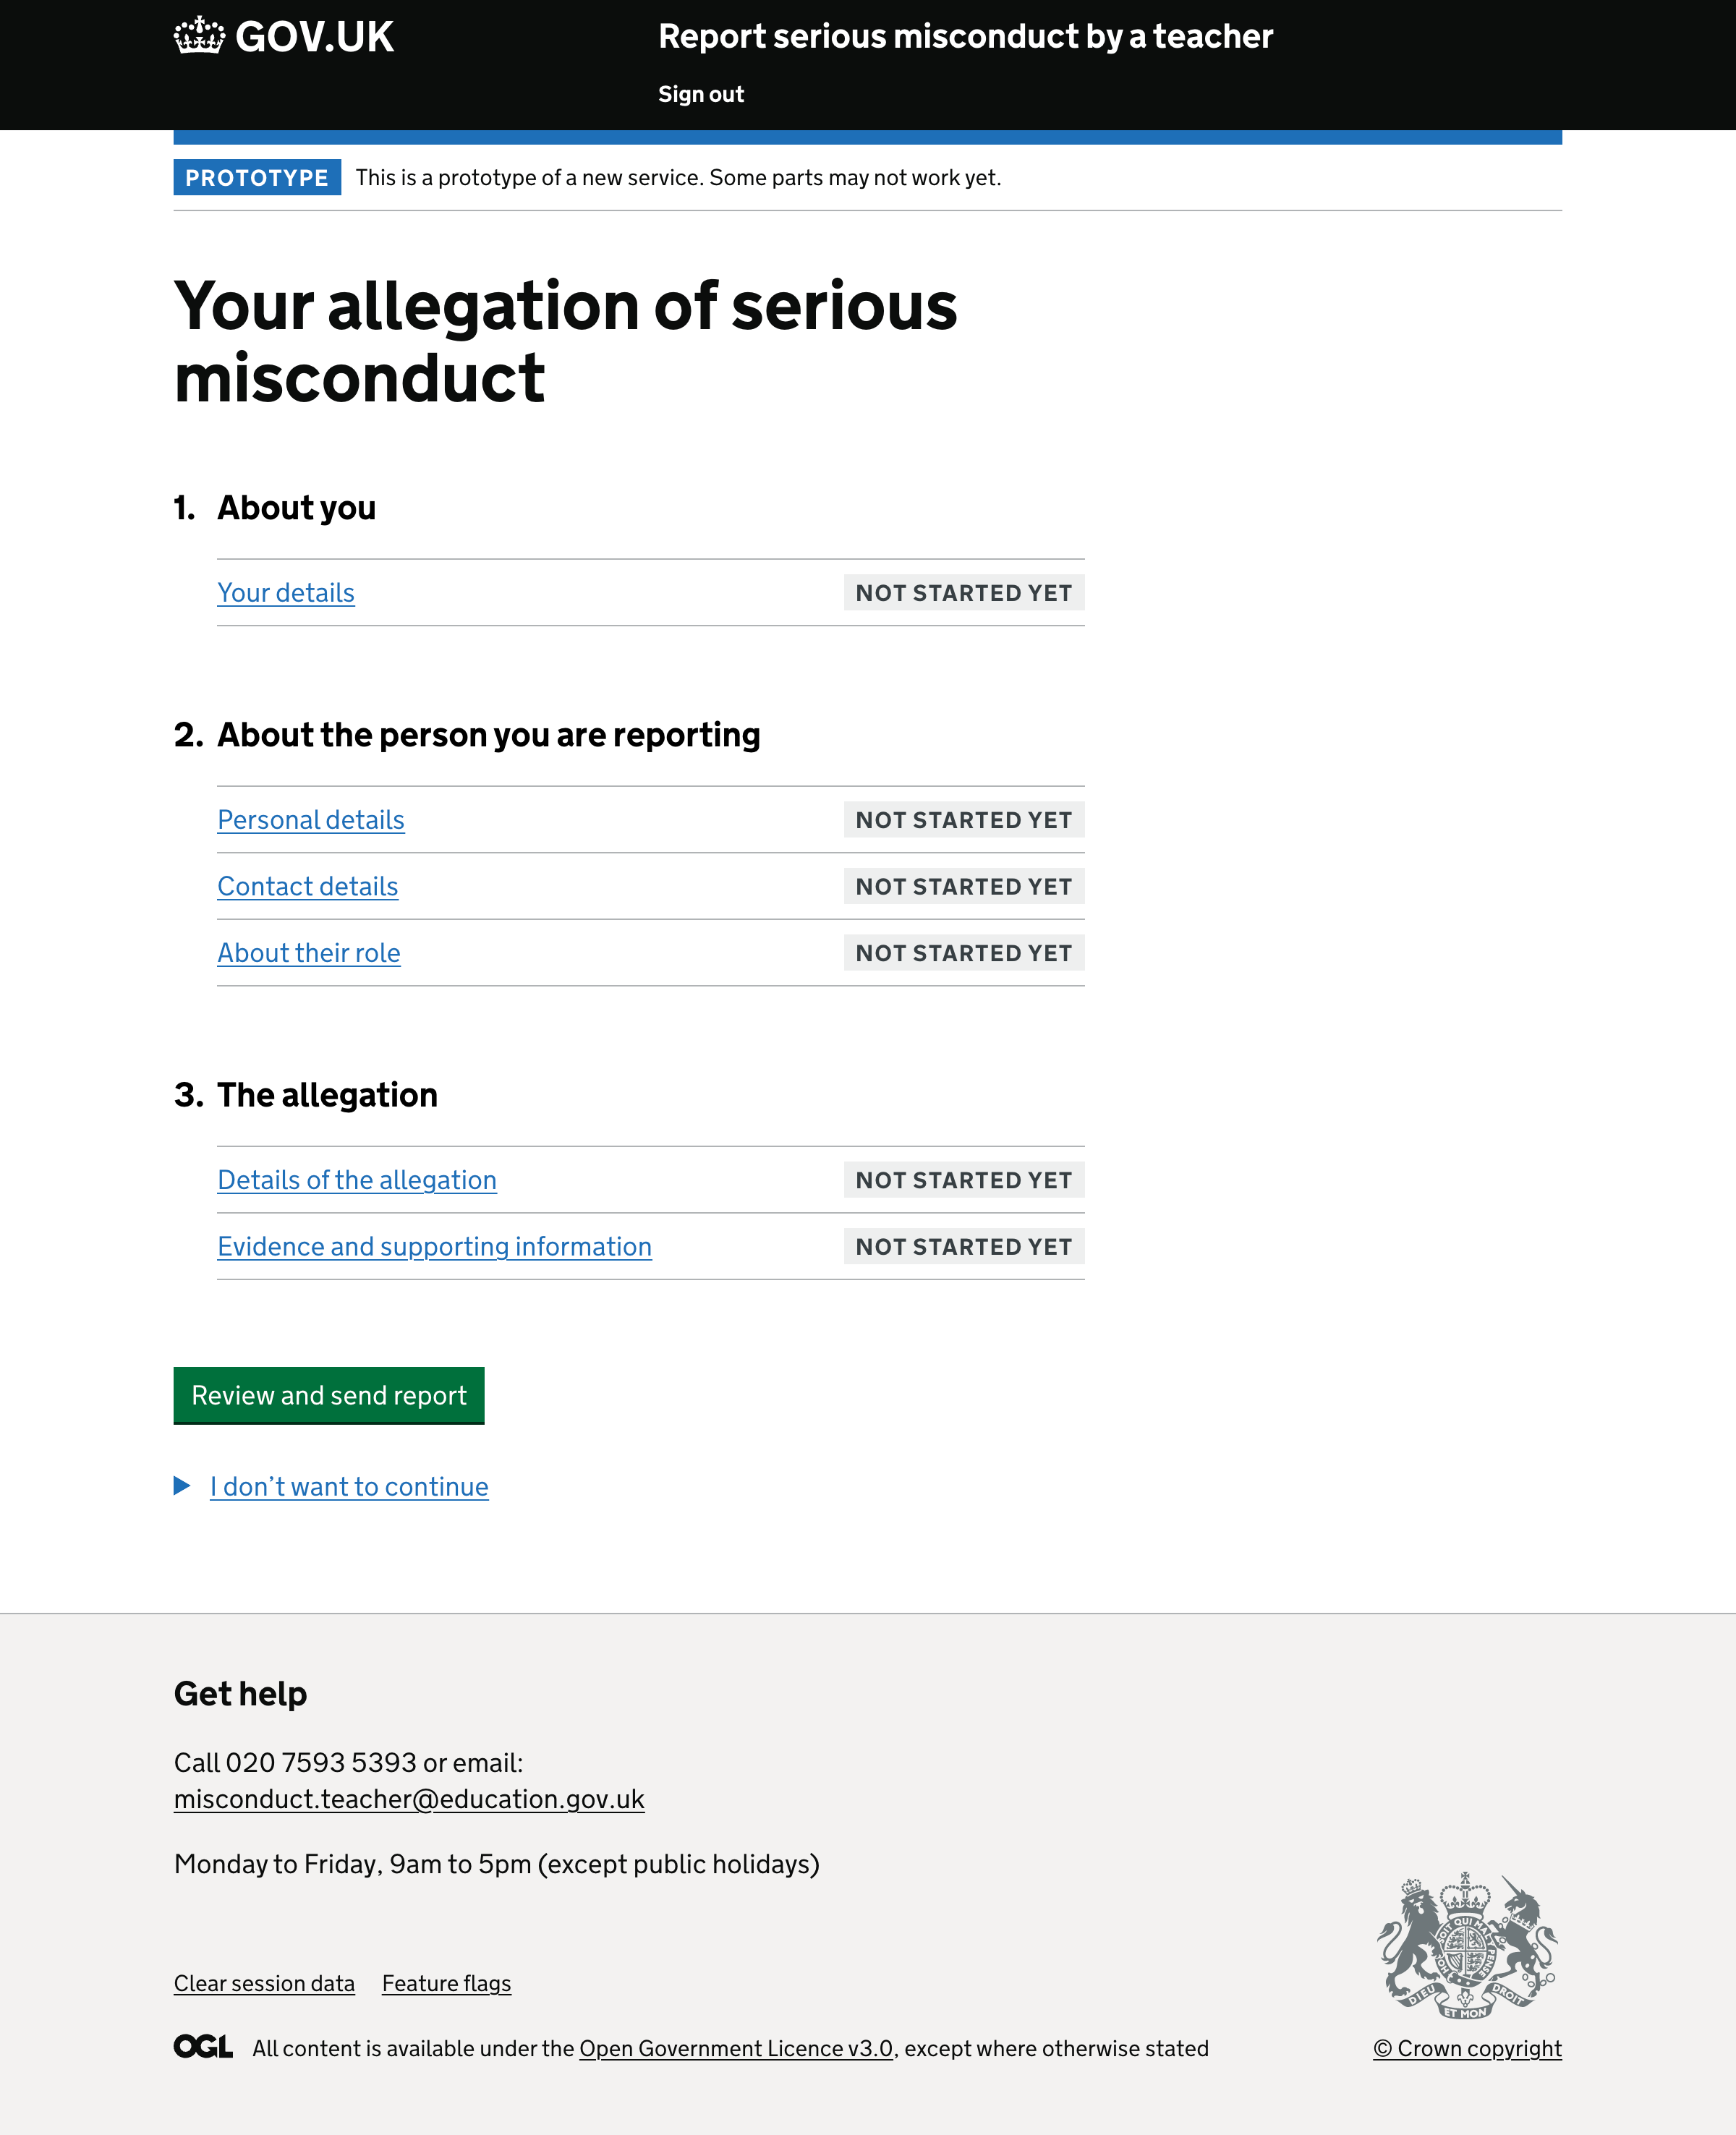 GOV.UK
Report serious misconduct by a teacher
Sign out
PROTOTYPE This is a prototype of a new service. Some parts may not work yet.
Your allegation of serious
misconduct
1. About you
Your details NOT STARTED YET
2. About the person you are reporting
Personal details NOT STARTED YET
Contact details NOT STARTED YET
About their role NOT STARTED YET
3. The allegation
Details of the allegation NOT STARTED YET
Evidence and supporting information NOT STARTED YET
Review and send report
I don’t want to continue
Get help
Call 020 7593 5393 or email:
misconduct.teacher@education.gov.uk
Monday to Friday, 9am to 5pm (except public holidays)
DIEU ET MON DROIT
Clear session data Feature flags
OGL All content is available under the Open Government Licence v3.0, except where otherwise stated
© Crown copyright